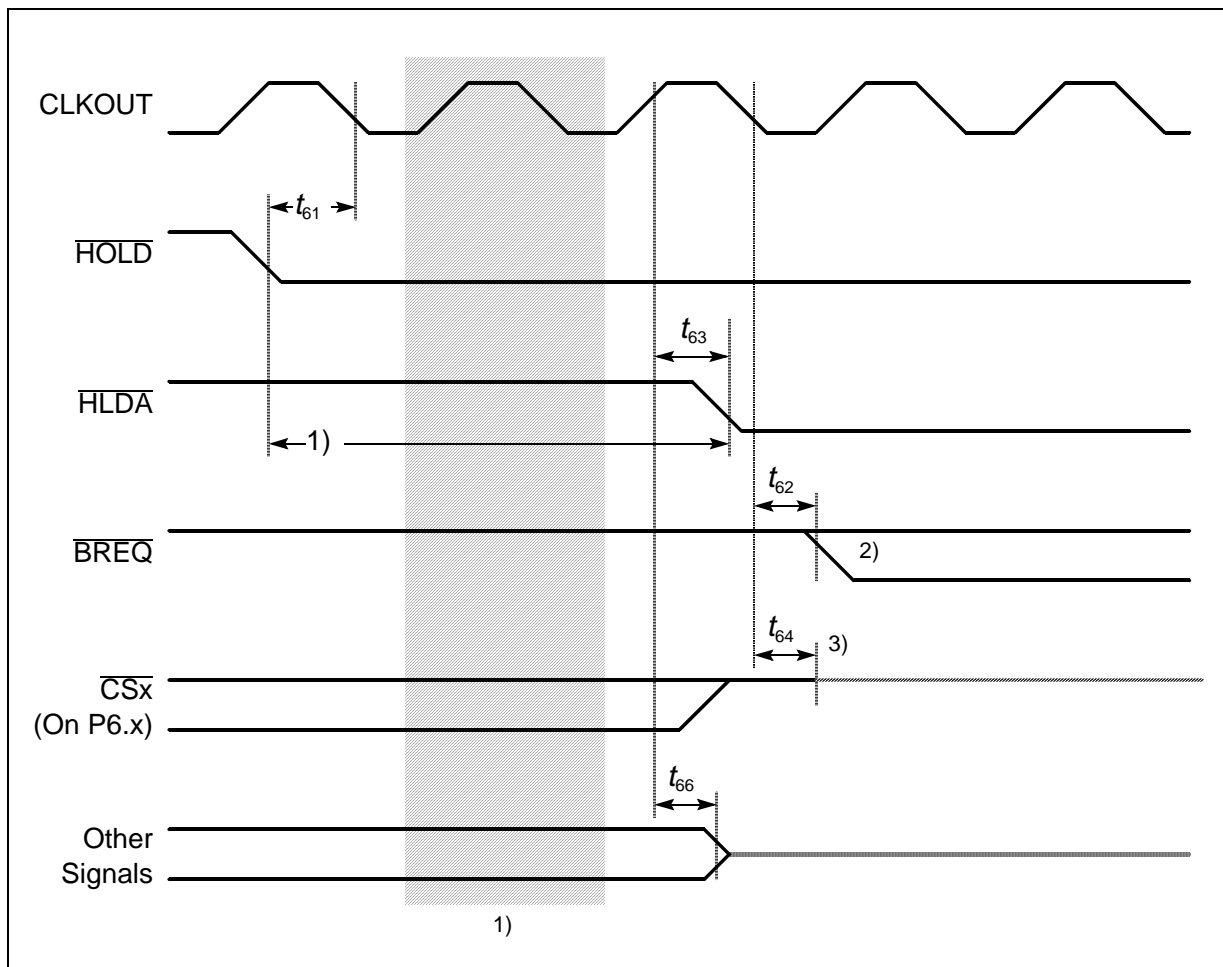 CLKOUT
t61
HOLD
t63
HLDA
1)
t62
BREQ
2)
t64
3)
CSx
(On P6.x)
t66
Other
Signals
1)